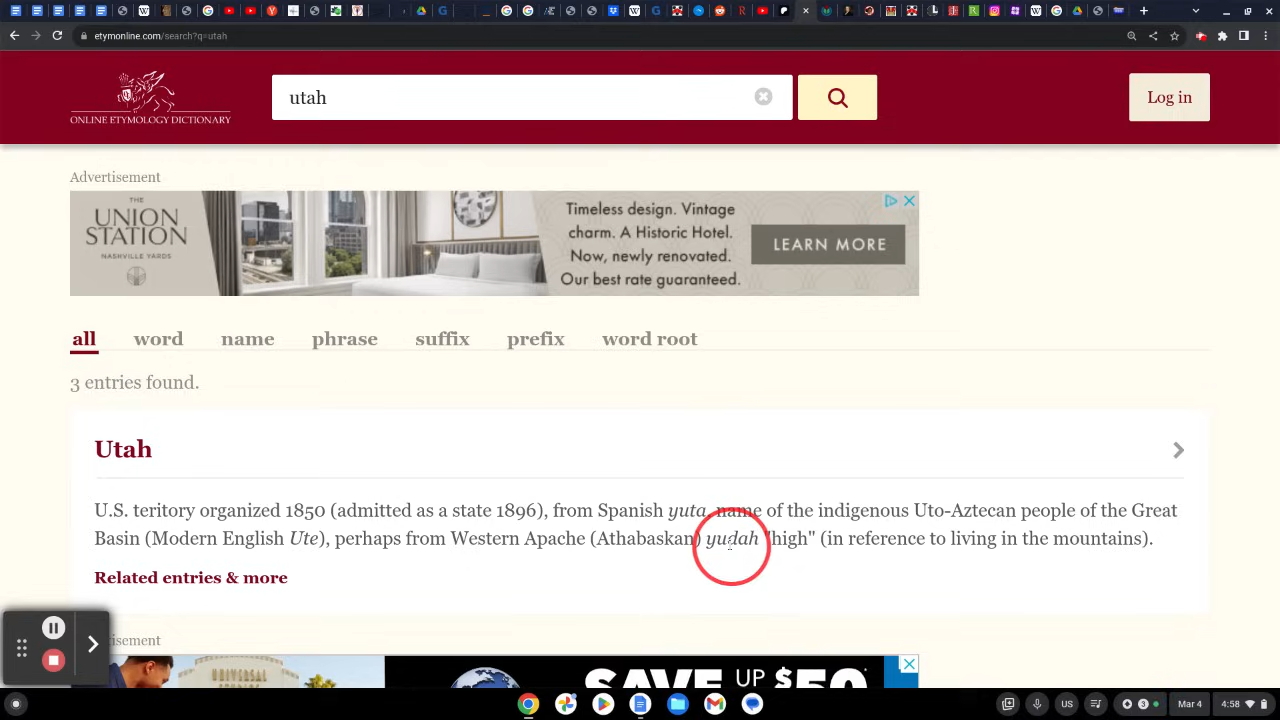 etymonline.com/search?q=utah
ONLINE ETYMOLOGY DICTIONARY
utah
Log in
Advertisement
THE
UNION
STATION
NASHVILLE YARDS
Timeless design. Vintage
charm. A Historic Hotel.
Now, newly renovated.
Our best rate guaranteed.
LEARN MORE
all word name phrase suffix prefix word root
3 entries found.
Utah
U.S. teritory organized 1850 (admitted as a state 1896), from Spanish yuta, name of the indigenous Uto-Aztecan people of the Great
Basin (Modern English Ute), perhaps from Western Apache (Athabaskan) yudah "high" (in reference to living in the mountains).
Related entries & more
isement
UNIVERSAL
SAVE UP $50
US
3
Mar 4
4:58